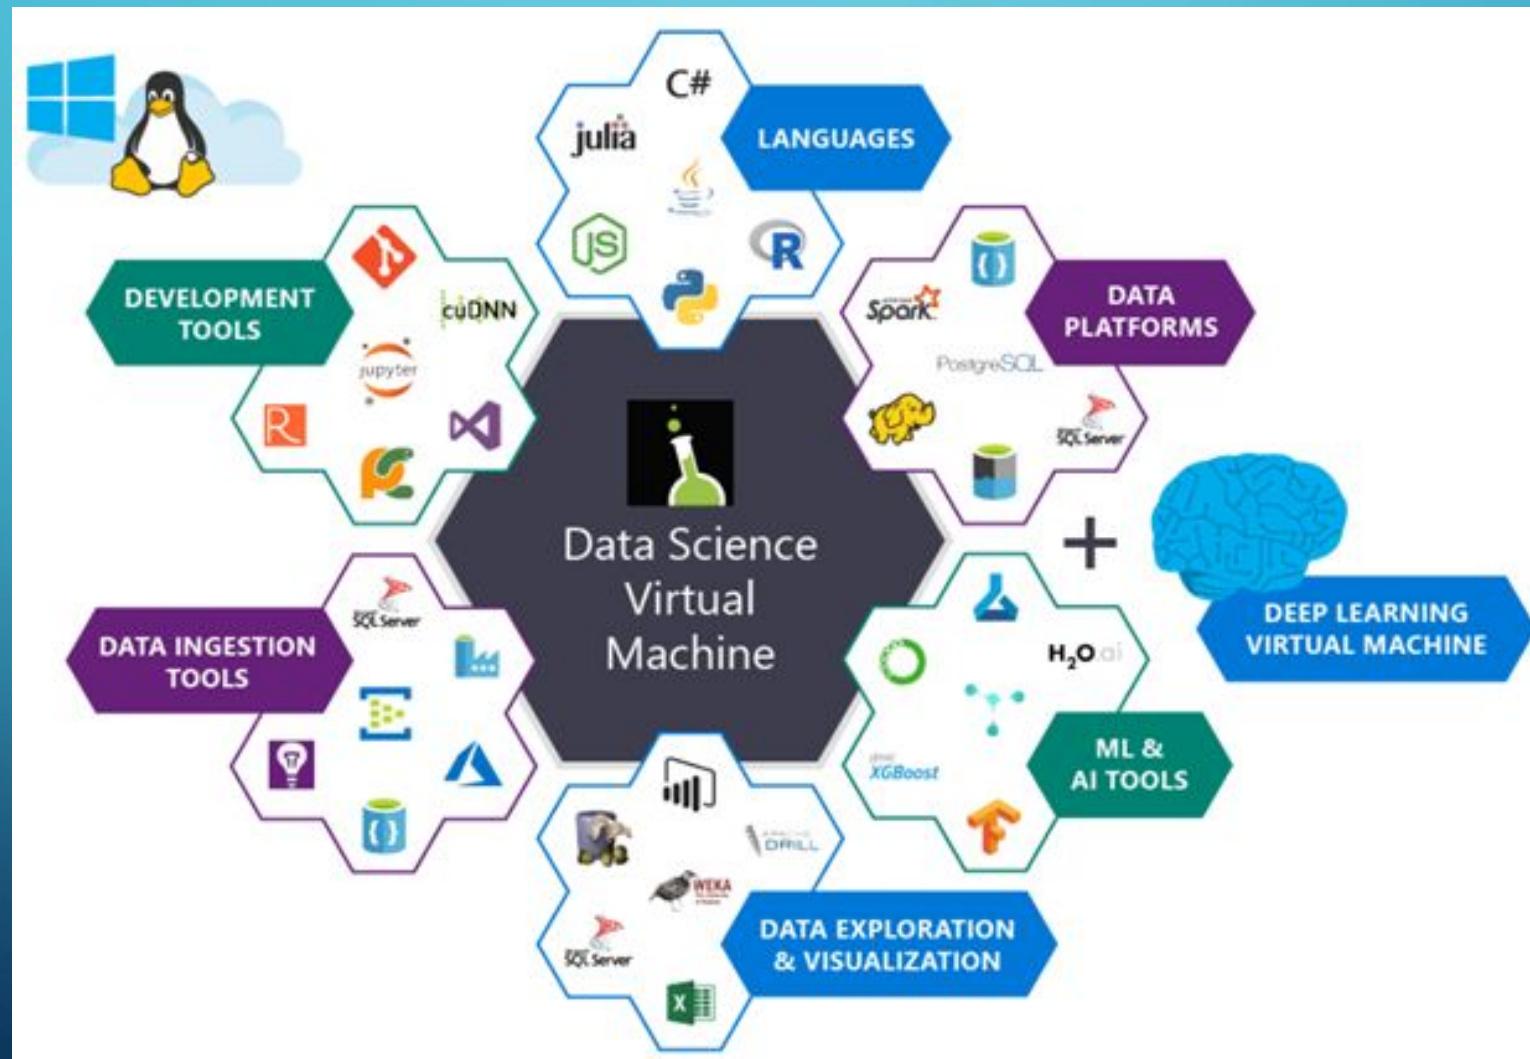 C#
julia
LANGUAGES
JS
R
DEVELOPMENT
TOOLS
cuDNN
jupyter
R
PC
DATA
PLATFORMS
Spark
PostgreSQL
SQL Server
Data Science
Virtual
Machine
+
DEEP LEARNING
VIRTUAL MACHINE
DATA INGESTION
TOOLS
SQL Server
H2O.ai
XGBoost
ML &
AI TOOLS
APACHE
DRILL
WEKA
SQL Server
X
DATA EXPLORATION
& VISUALIZATION